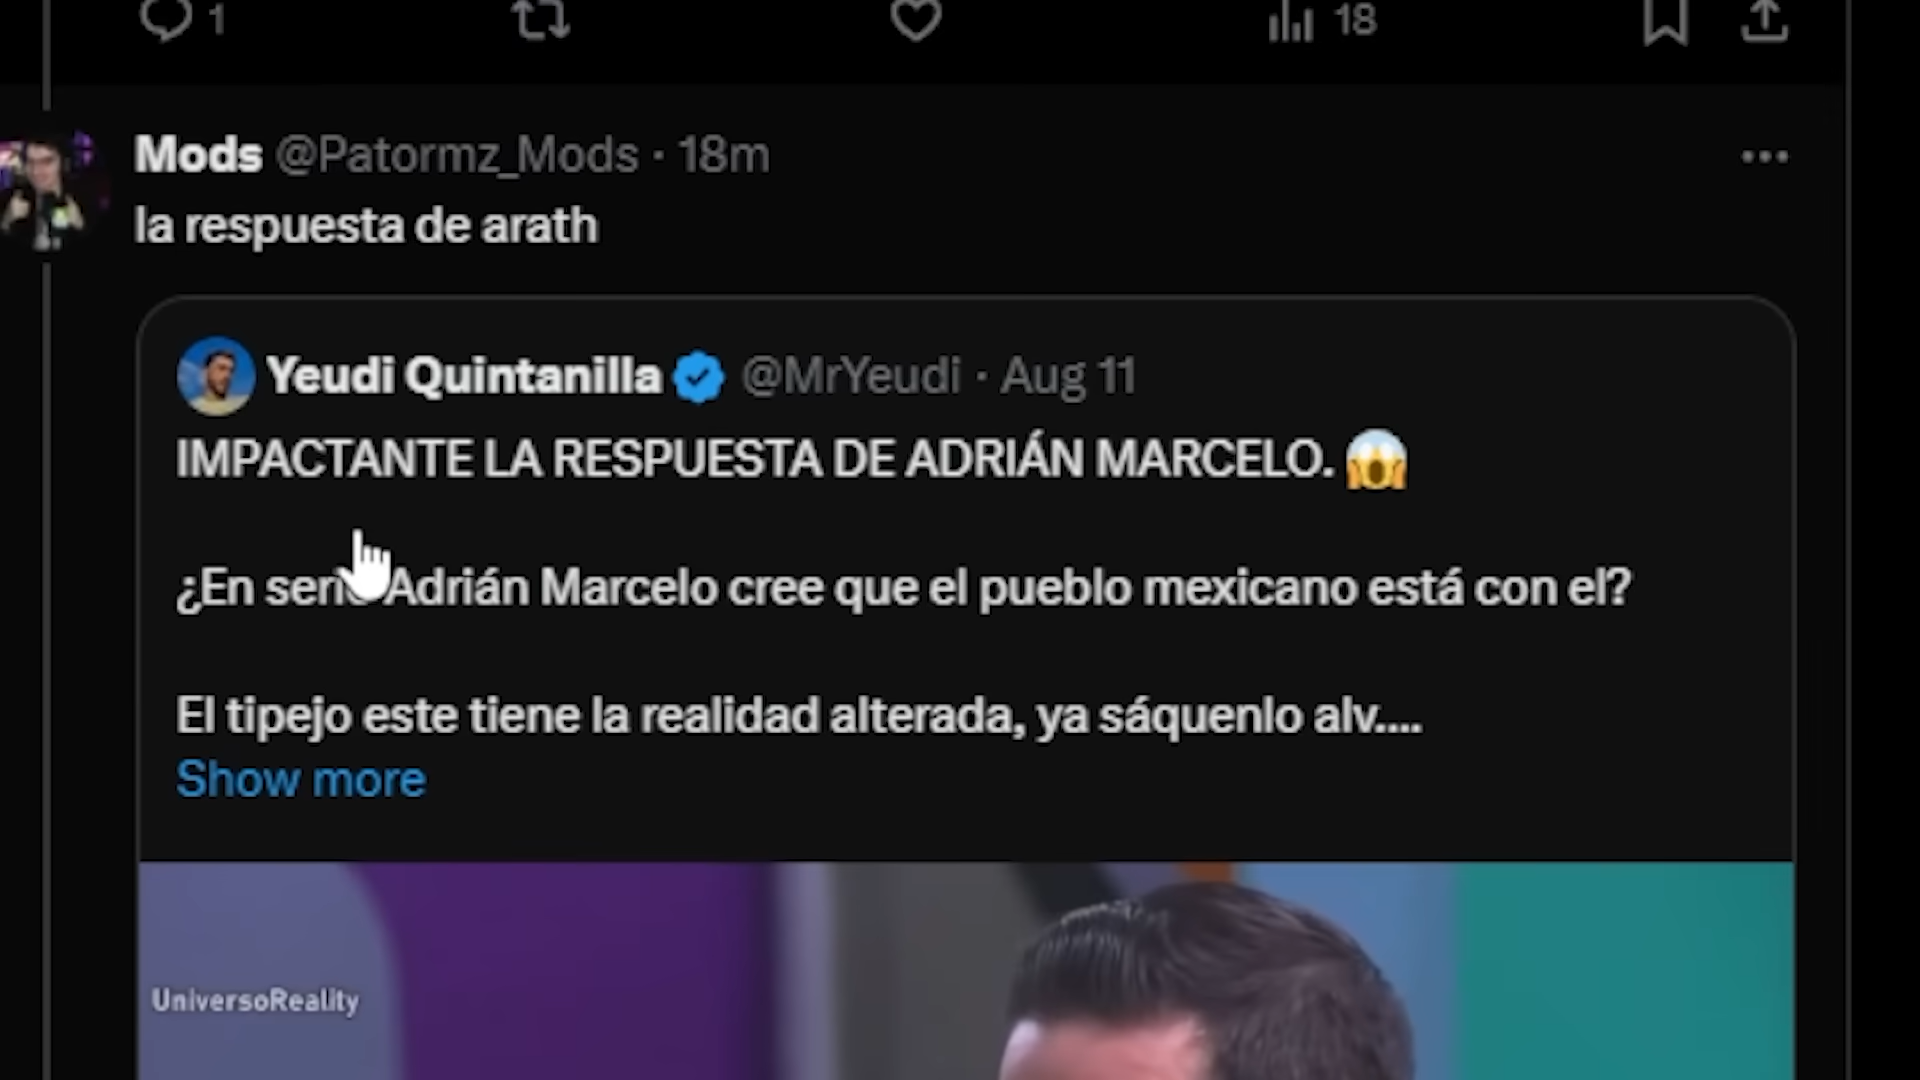 1 18
Mods @Patormz_Mods · 18m
la respuesta de arath
Yeudi Quintanilla @MrYeudi · Aug 11
IMPACTANTE LA RESPUESTA DE ADRIÁN MARCELO. 😱
¿En serio Adrián Marcelo cree que el pueblo mexicano está con el?
El tipejo este tiene la realidad alterada, ya sáquenlo alv....
Show more
UniversoReality